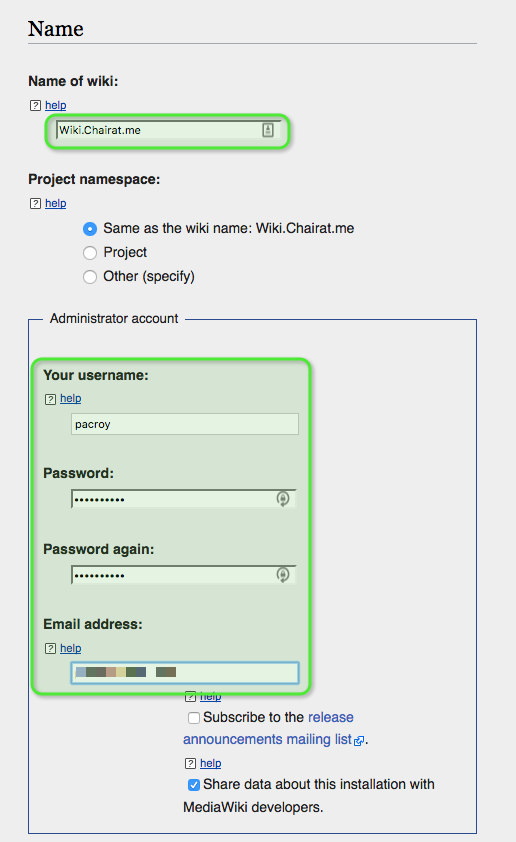 Name
Name of wiki:
? help
Wiki.Chairat.me
Project namespace:
? help
Same as the wiki name: Wiki.Chairat.me
Project
Other (specify)
Administrator account
Your username:
? help
pacroy
Password:
••••••••••
Password again:
••••••••••
Email address:
? help
? help
Subscribe to the release
announcements mailing list.
? help
Share data about this installation with
MediaWiki developers.